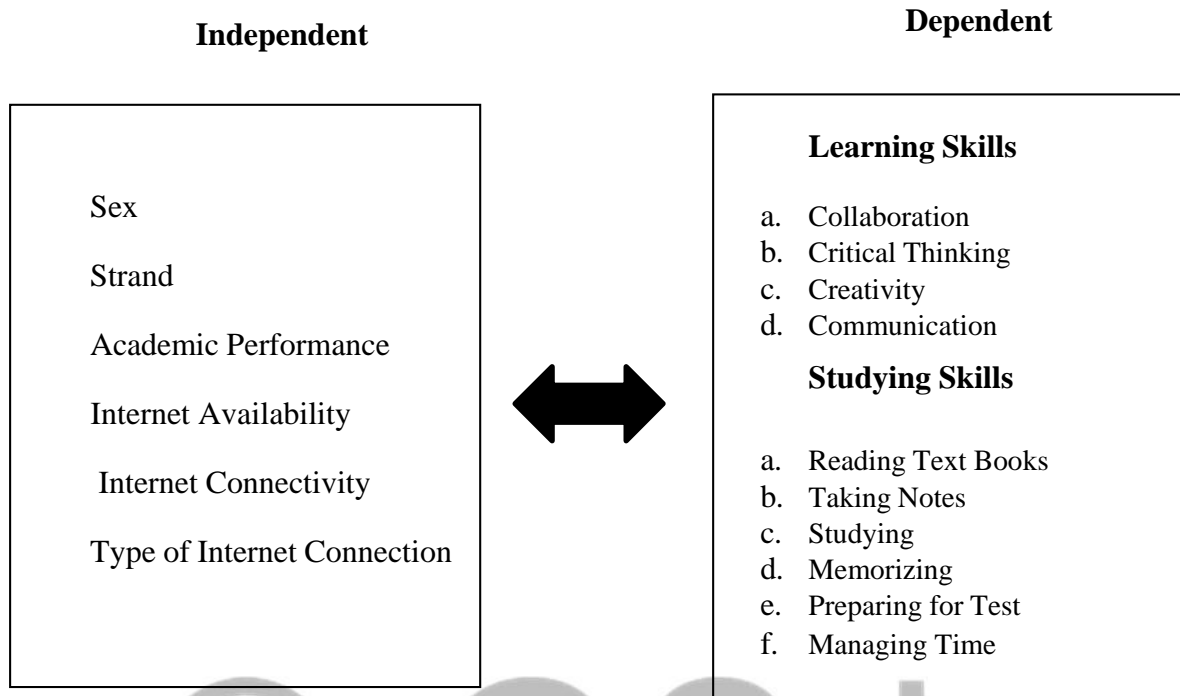 Independent
Sex
Strand
Academic Performance
Internet Availability
Internet Connectivity
Type of Internet Connection
Dependent
Learning Skills
a. Collaboration
b. Critical Thinking
c. Creativity
d. Communication
Studying Skills
a. Reading Text Books
b. Taking Notes
c. Studying
d. Memorizing
e. Preparing for Test
f. Managing Time